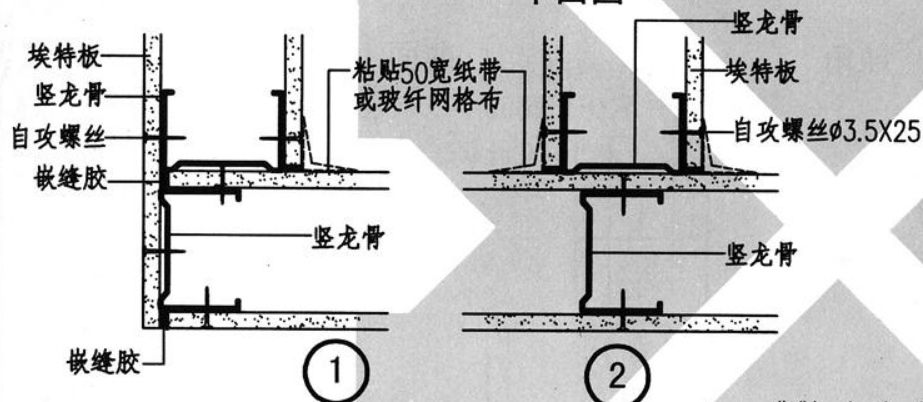 竖龙骨
埃特板
竖龙骨
自攻螺丝
嵌缝胶
粘贴50宽纸带
或玻纤网格布
埃特板
自攻螺丝Ø3.5X25
竖龙骨
竖龙骨
嵌缝胶
1
2